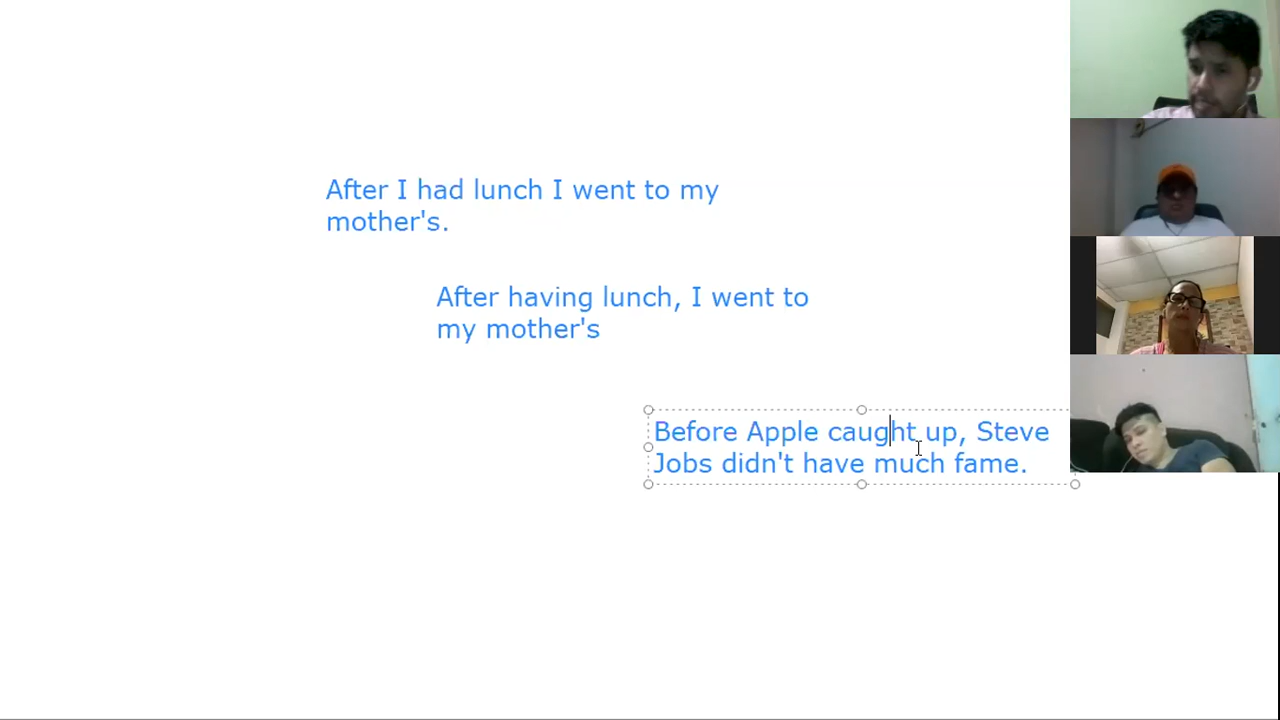 After I had lunch I went to my
mother's.
After having lunch, I went to
my mother's
Before Apple caught up, Steve
Jobs didn't have much fame.